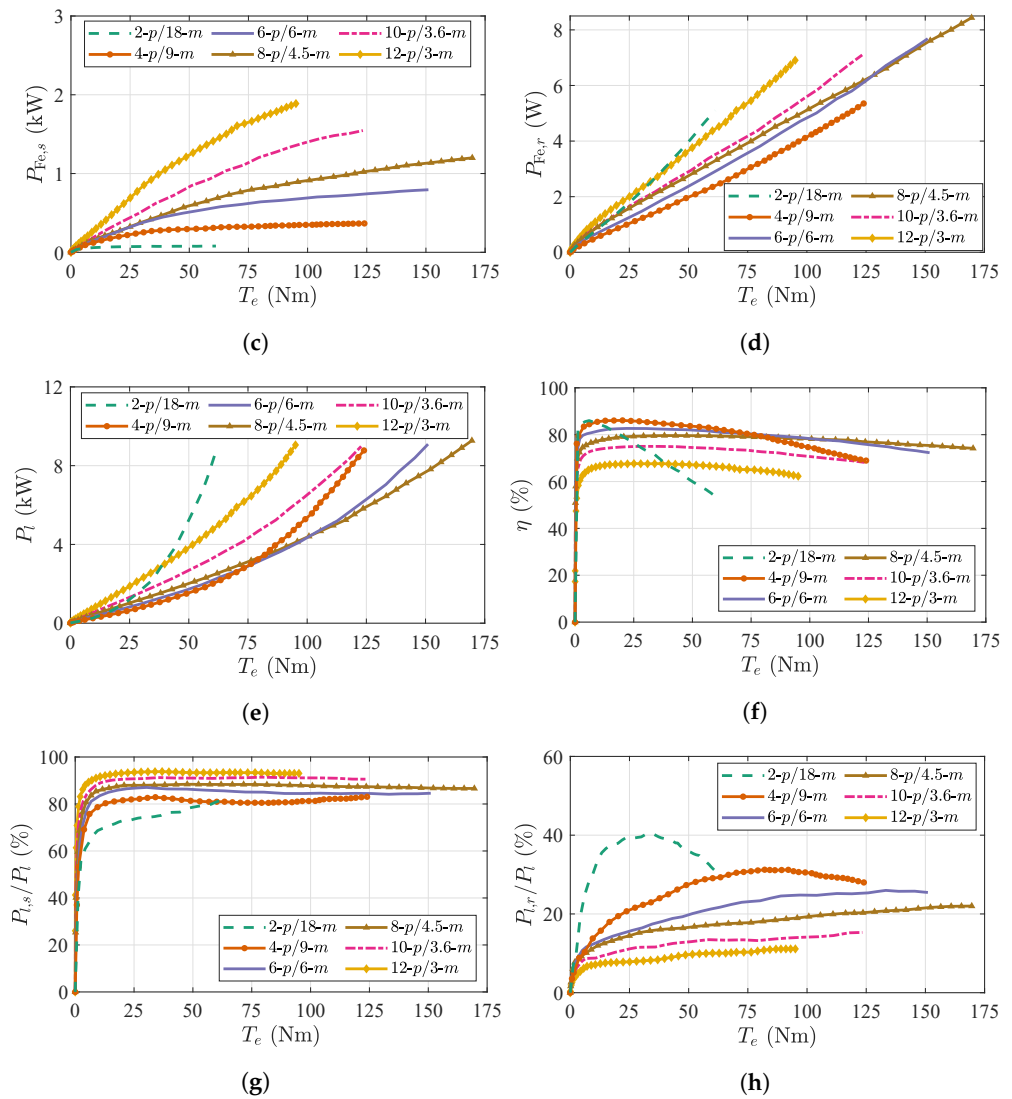 3
2-p/18-m 6-p/6-m 10-p/3.6-m
4-p/9-m 8-p/4.5-m 12-p/3-m
2
1
0
P_Fe,s (kW)
0 25 50 75 100 125 150 175
T_e (Nm)
(c)
8
6
4
2
0
P_Fe,r (W)
2-p/18-m 8-p/4.5-m
4-p/9-m 10-p/3.6-m
6-p/6-m 12-p/3-m
0 25 50 75 100 125 150 175
T_e (Nm)
(d)
12
2-p/18-m 6-p/6-m 10-p/3.6-m
4-p/9-m 8-p/4.5-m 12-p/3-m
8
4
0
P_l (kW)
0 25 50 75 100 125 150 175
T_e (Nm)
(e)
100
80
60
40
20
0
η (%)
2-p/18-m 8-p/4.5-m
4-p/9-m 10-p/3.6-m
6-p/6-m 12-p/3-m
0 25 50 75 100 125 150 175
T_e (Nm)
(f)
100
80
60
40
20
0
P_l,s/P_l (%)
2-p/18-m 8-p/4.5-m
4-p/9-m 10-p/3.6-m
6-p/6-m 12-p/3-m
0 25 50 75 100 125 150 175
T_e (Nm)
(g)
60
40
20
0
P_l,r/P_l (%)
2-p/18-m 8-p/4.5-m
4-p/9-m 10-p/3.6-m
6-p/6-m 12-p/3-m
0 25 50 75 100 125 150 175
T_e (Nm)
(h)